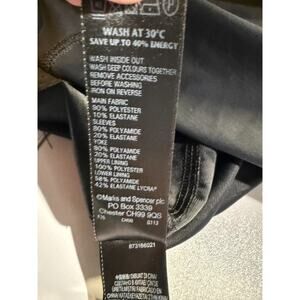 WASH AT 30°C
SAVE UP TO 40% ENERGY
WASH INSIDE OUT
WASH DEEP COLOURS TOGETHER
REMOVE ACCESSORIES
BEFORE WASHING
IRON ON REVERSE
MAIN FABRIC
90% POLYESTER
10% ELASTANE
SLEEVES
80% POLYAMIDE
20% ELASTANE
YOKE
80% POLYAMIDE
20% ELASTANE
UPPER LINING
100% POLYESTER
LOWER LINING
58% POLYAMIDE
42% ELASTANE LYCRA®
©Marks and Spencer plc
PO Box 3339
Chester CH99 9QS